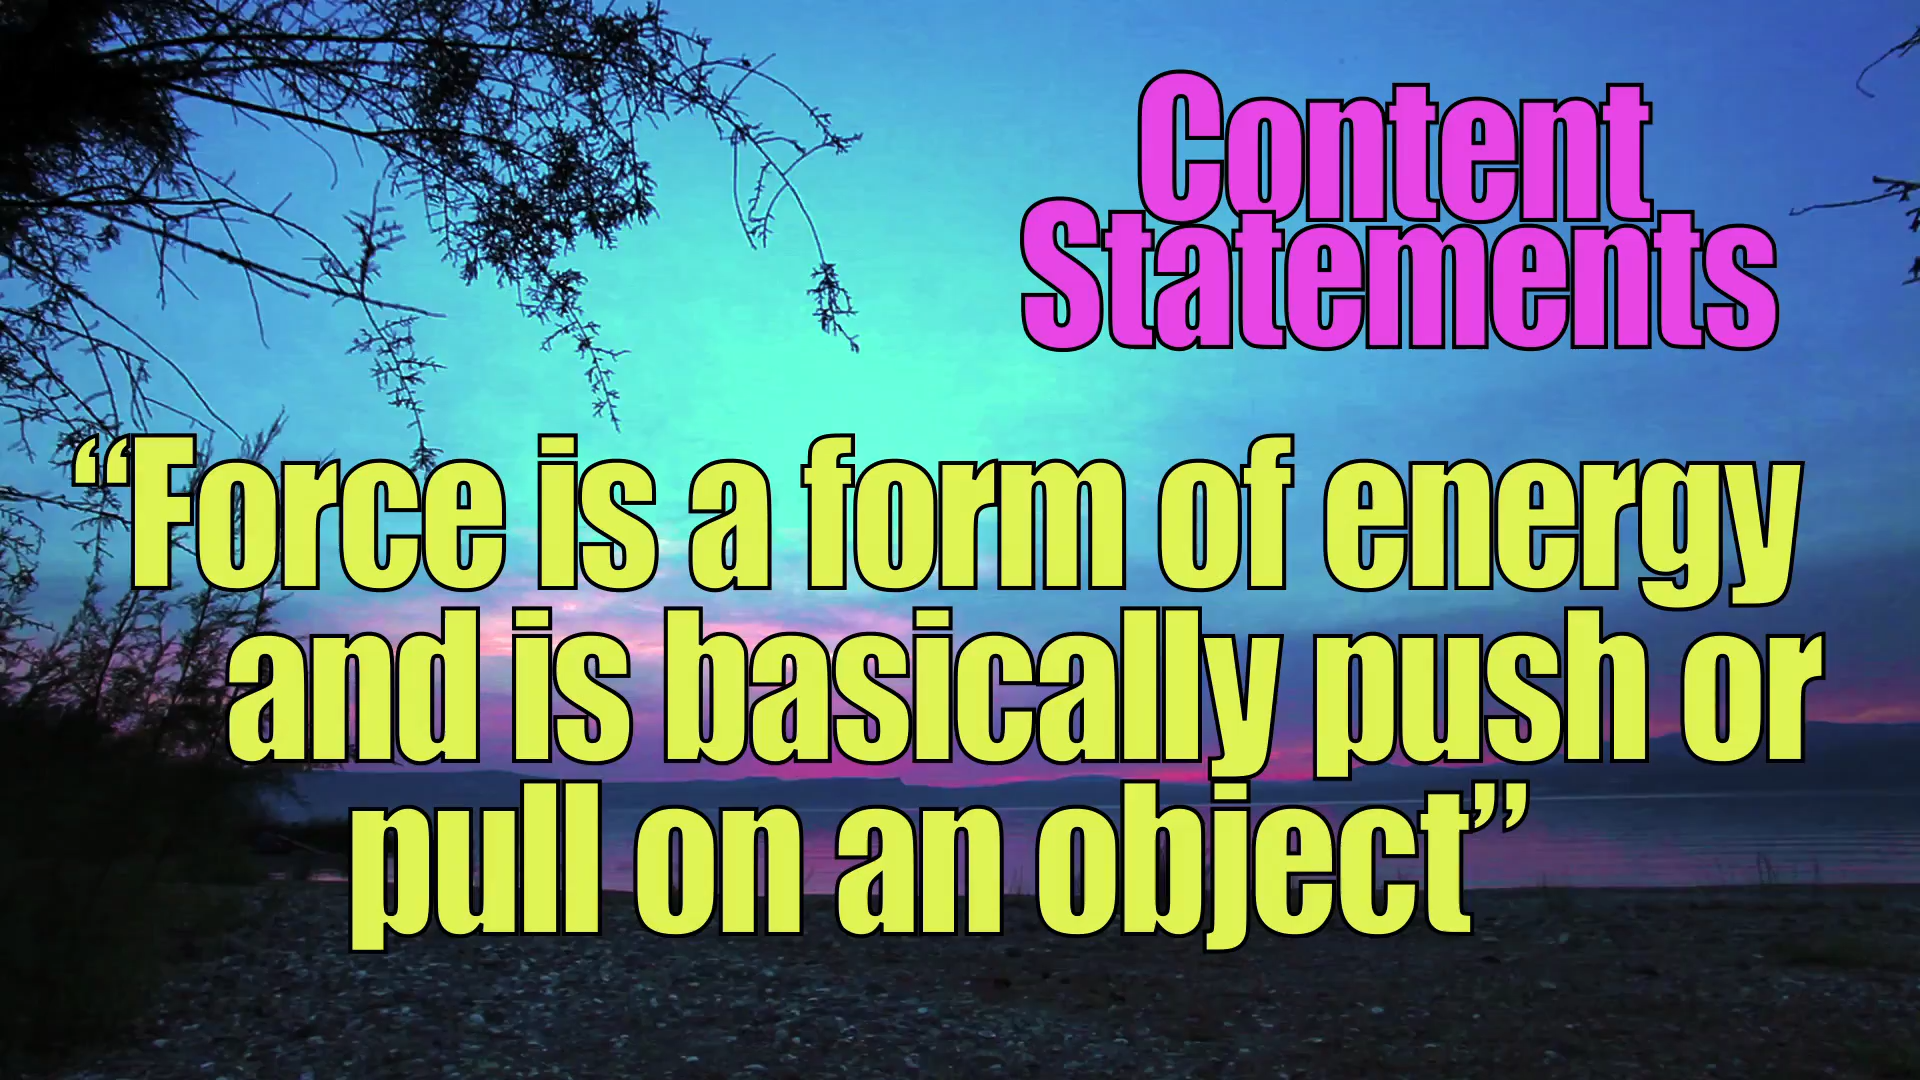 Content
Statements
“Force is a form of energy
and is basically push or
pull on an object”